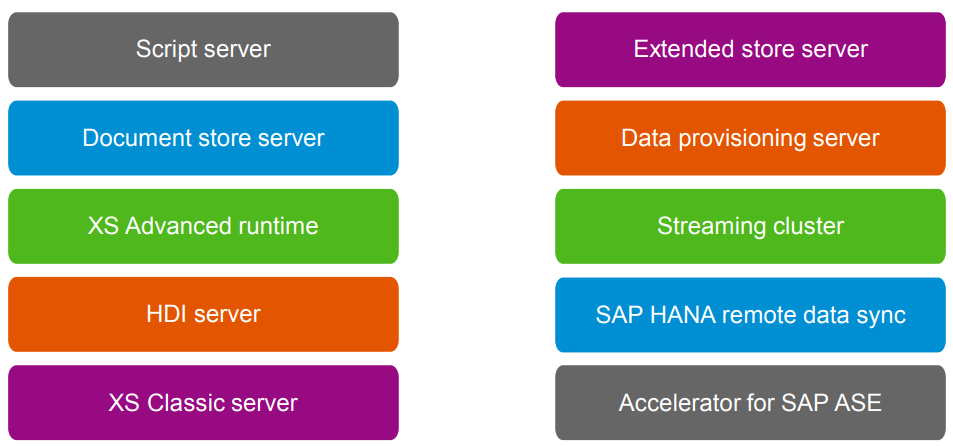 Script server
Document store server
XS Advanced runtime
HDI server
XS Classic server
Extended store server
Data provisioning server
Streaming cluster
SAP HANA remote data sync
Accelerator for SAP ASE